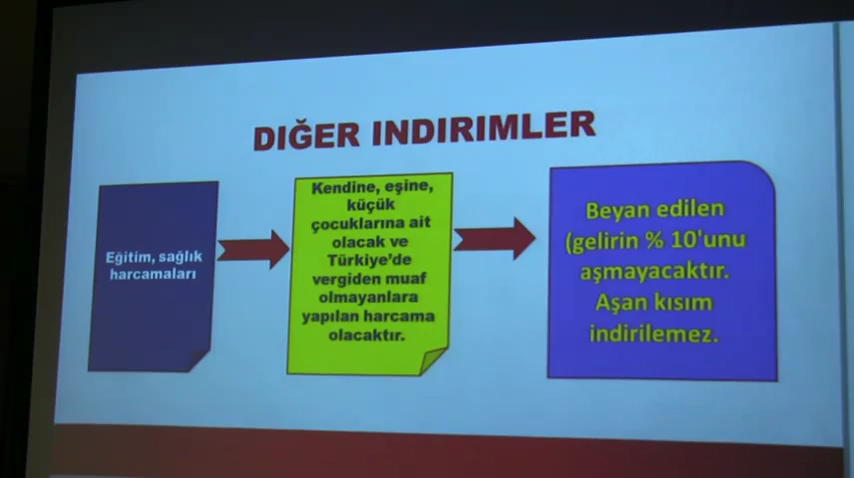 DIĞER INDIRIMLER
Eğitim, sağlık
harcamaları
Kendine, eşine,
küçük
çocuklarına ait
olacak ve
Türkiye'de
vergiden muaf
olmayanlara
yapılan harcama
olacaktır.
Beyan edilen
(gelirin % 10'unu
aşmayacaktır.
Aşan kısım
indirilemez.